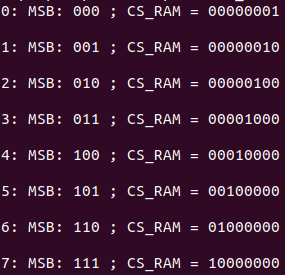 0: MSB: 000 ; CS_RAM = 00000001
1: MSB: 001 ; CS_RAM = 00000010
2: MSB: 010 ; CS_RAM = 00000100
3: MSB: 011 ; CS_RAM = 00001000
4: MSB: 100 ; CS_RAM = 00010000
5: MSB: 101 ; CS_RAM = 00100000
6: MSB: 110 ; CS_RAM = 01000000
7: MSB: 111 ; CS_RAM = 10000000